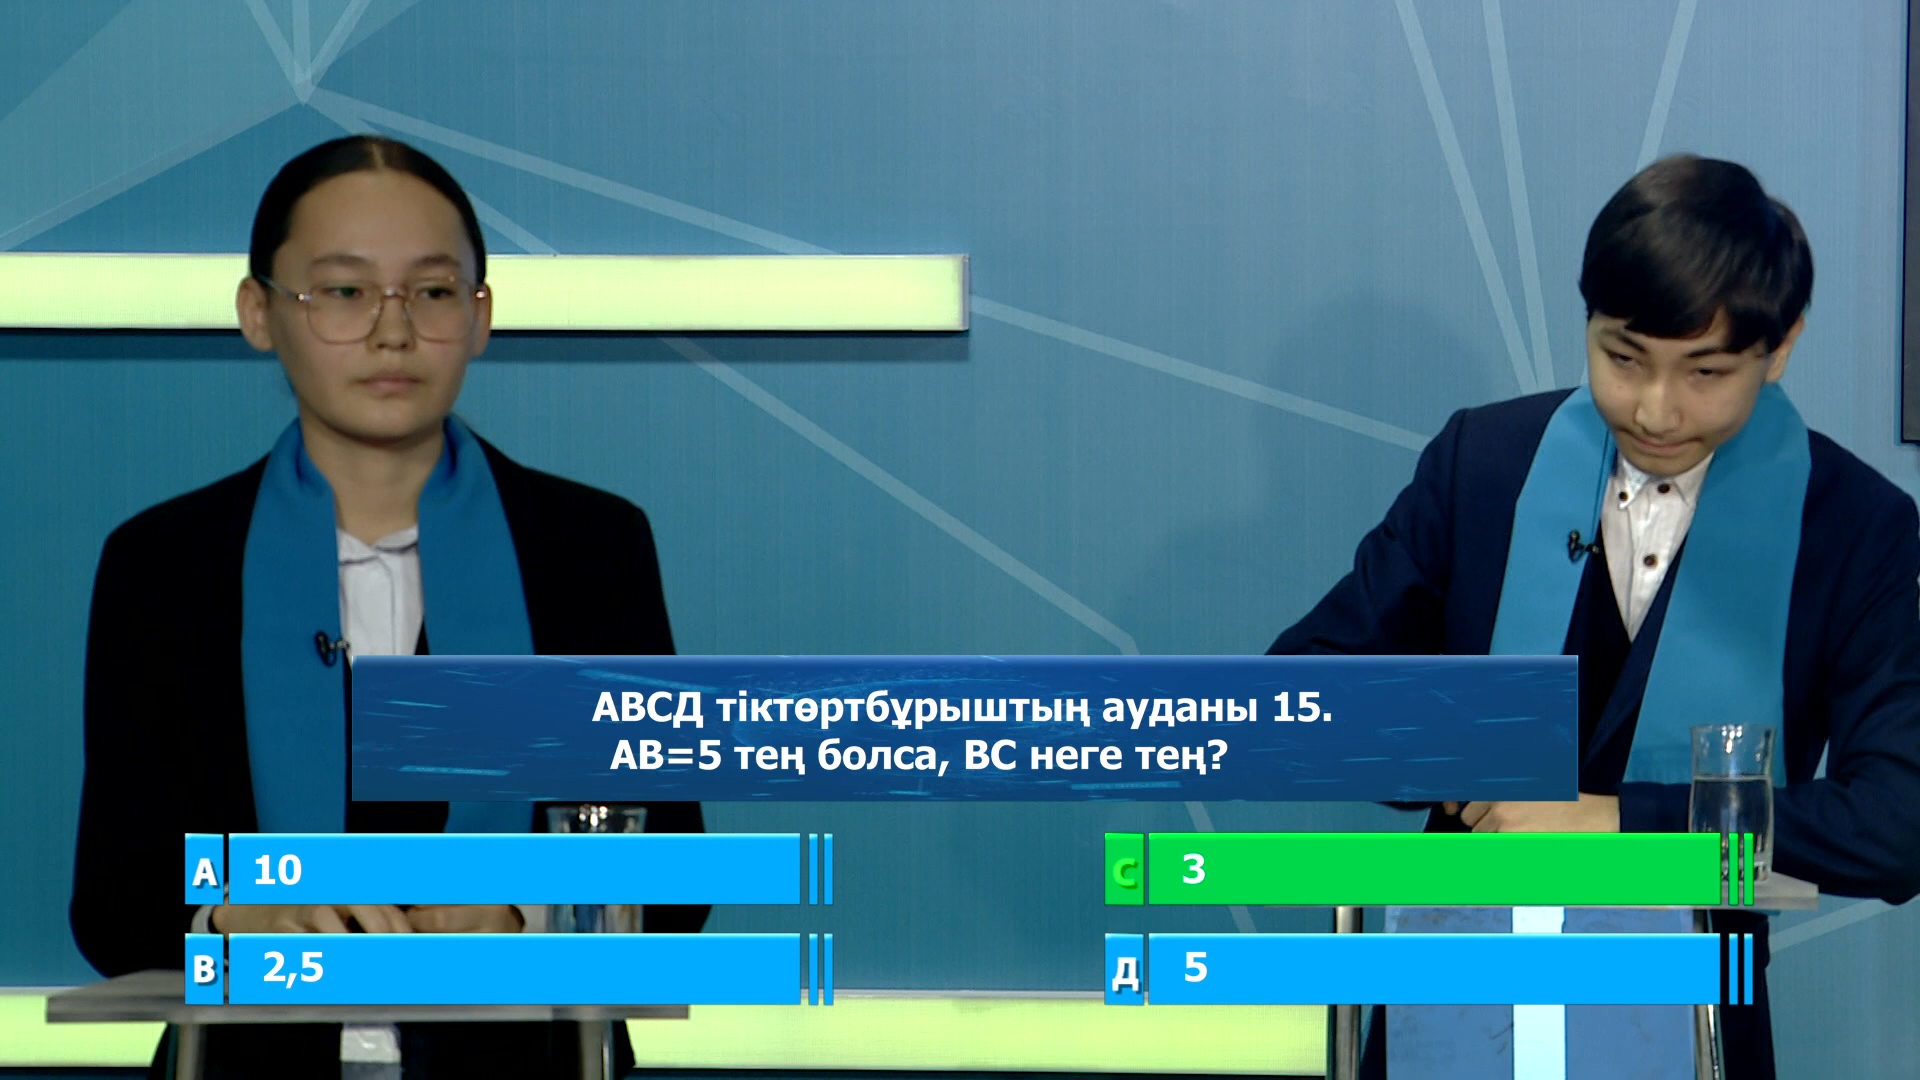 АВСД тіктөртбұрыштың ауданы 15.
АВ=5 тең болса, ВС неге тең?
А 10
С 3
В 2,5
Д 5